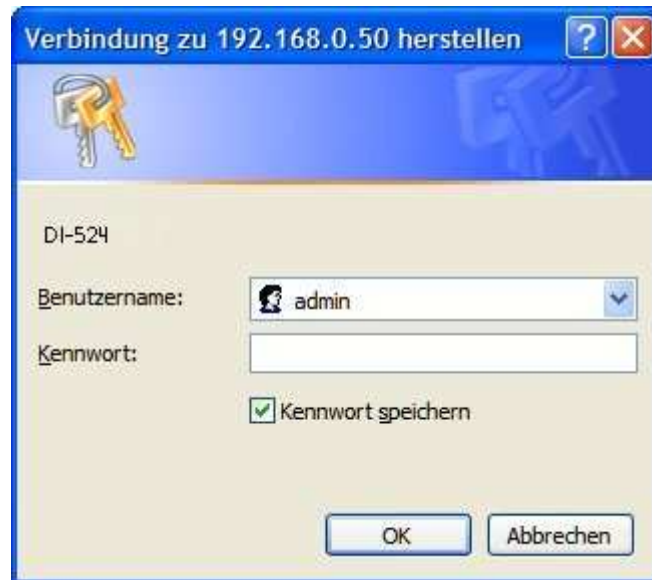 Verbindung zu 192.168.0.50 herstellen
DI-524
Benutzername:
admin
Kennwort:
Kennwort speichern
OK
Abbrechen